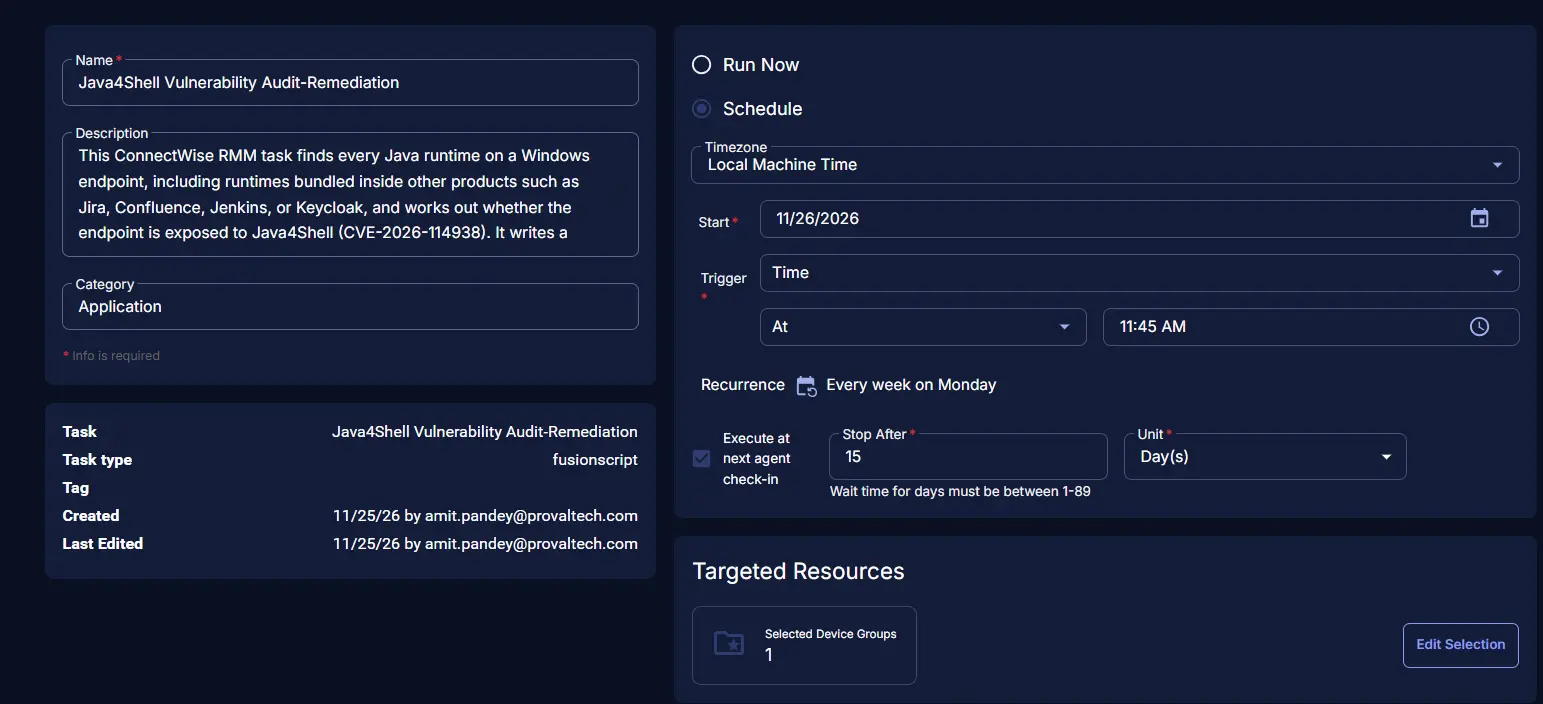 Name *
Java4Shell Vulnerability Audit-Remediation
Description
This ConnectWise RMM task finds every Java runtime on a Windows
endpoint, including runtimes bundled inside other products such as
Jira, Confluence, Jenkins, or Keycloak, and works out whether the
endpoint is exposed to Java4Shell (CVE-2026-114938). It writes a
Category
Application
* Info is required
Task Java4Shell Vulnerability Audit-Remediation
Task type fusionscript
Tag
Created 11/25/26 by amit.pandey@provaltech.com
Last Edited 11/25/26 by amit.pandey@provaltech.com
Run Now
Schedule
Timezone
Local Machine Time
Start * 11/26/2026
Trigger * Time
At 11:45 AM
Recurrence Every week on Monday
Execute at
next agent
check-in
Stop After *
15
Unit *
Day(s)
Wait time for days must be between 1-89
Targeted Resources
Selected Device Groups
1
Edit Selection